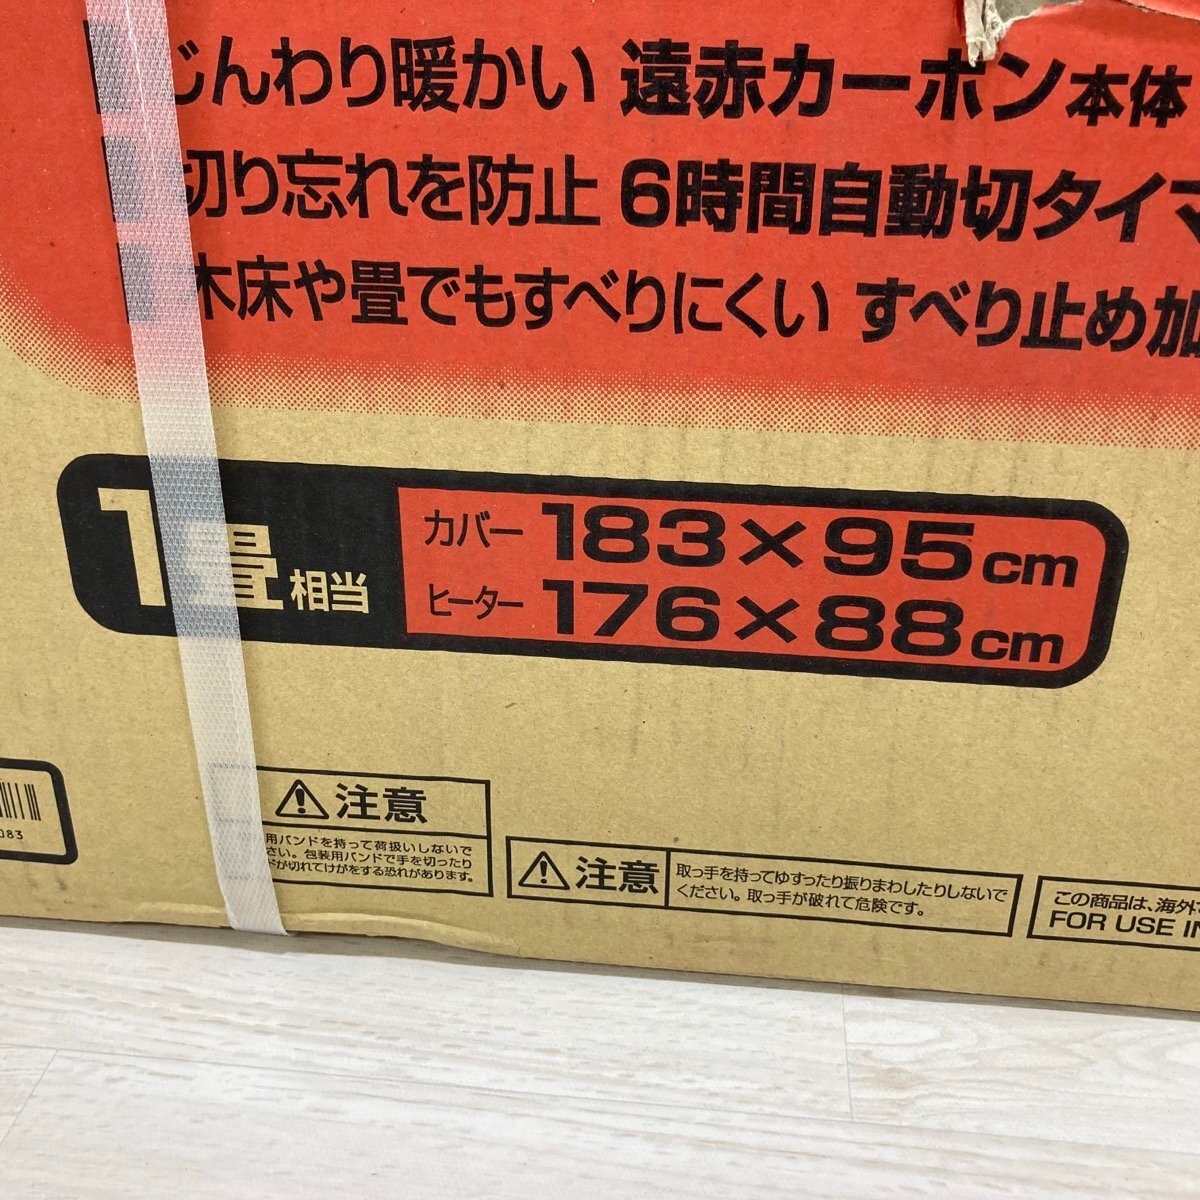 じんわり暖かい 遠赤カーボン本体
切り忘れを防止 6時間自動切タイマ
木床や畳でもすべりにくい すべり止め加
1畳相当
カバー 183×95cm
ヒーター 176×88cm
083
注意
用バンドを持って荷扱いしないで
さい。包装用バンドで手を切ったり
ドが切れてけがをする恐れがあります。
注意
取っ手を持ってゆすったり振りまわしたりしないで
ください。取っ手が破れて危険です。
この商品は、海外で
FOR USE IN